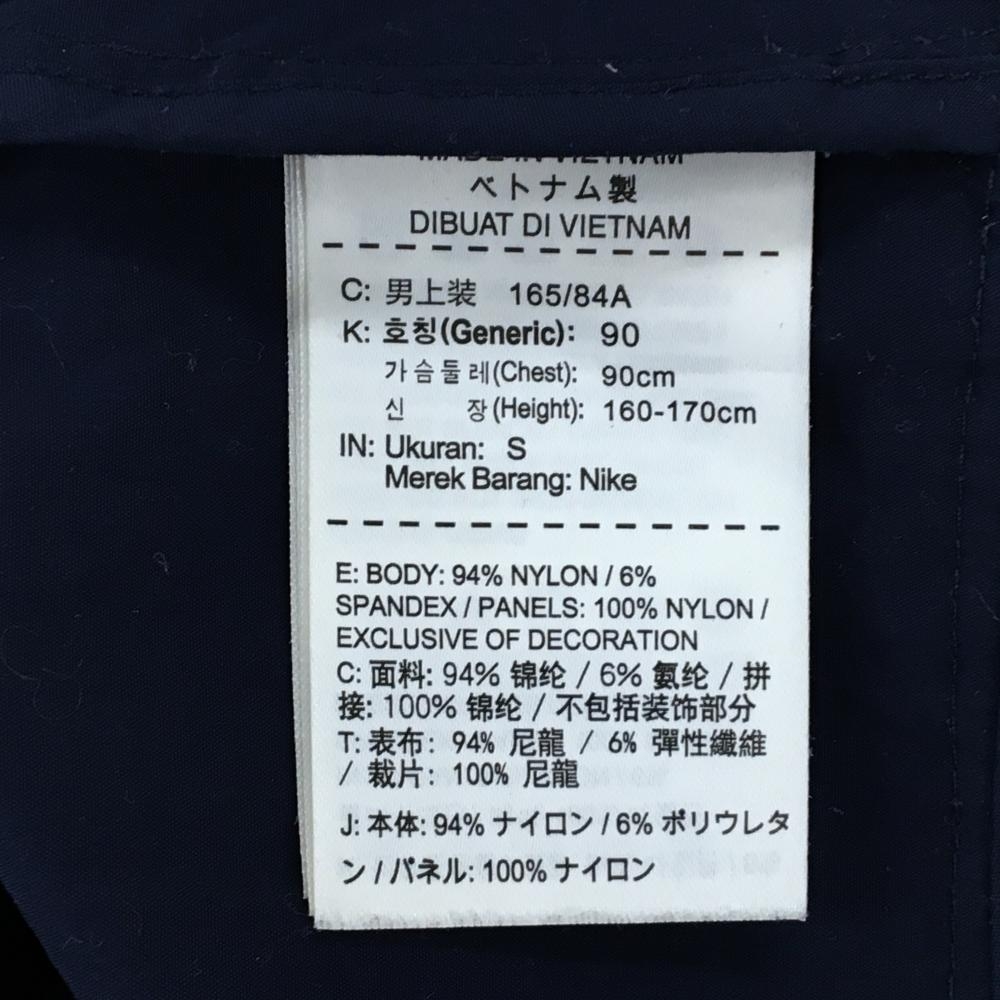 MADE IN VIETNAM
ベトナム製
DIBUAT DI VIETNAM
C: 男上装 165/84A
K: 호칭(Generic): 90
가슴둘레(Chest): 90cm
신 장(Height): 160-170cm
IN: Ukuran: S
Merek Barang: Nike
E: BODY: 94% NYLON / 6%
SPANDEX / PANELS: 100% NYLON /
EXCLUSIVE OF DECORATION
C: 面料: 94% 锦纶 / 6% 氨纶 / 拼
接: 100% 锦纶 / 不包括装饰部分
T: 表布: 94% 尼龍 / 6% 彈性纖維
/ 裁片: 100% 尼龍
J: 本体: 94% ナイロン / 6% ポリウレタ
ン / パネル: 100% ナイロン